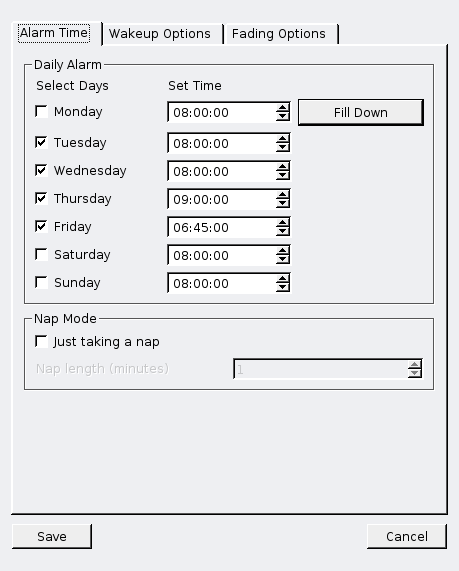 Alarm Time Wakeup Options Fading Options
Daily Alarm
Select Days Set Time
Monday 08:00:00 Fill Down
Tuesday 08:00:00
Wednesday 08:00:00
Thursday 09:00:00
Friday 06:45:00
Saturday 08:00:00
Sunday 08:00:00
Nap Mode
Just taking a nap
Nap length (minutes) 1
Save Cancel